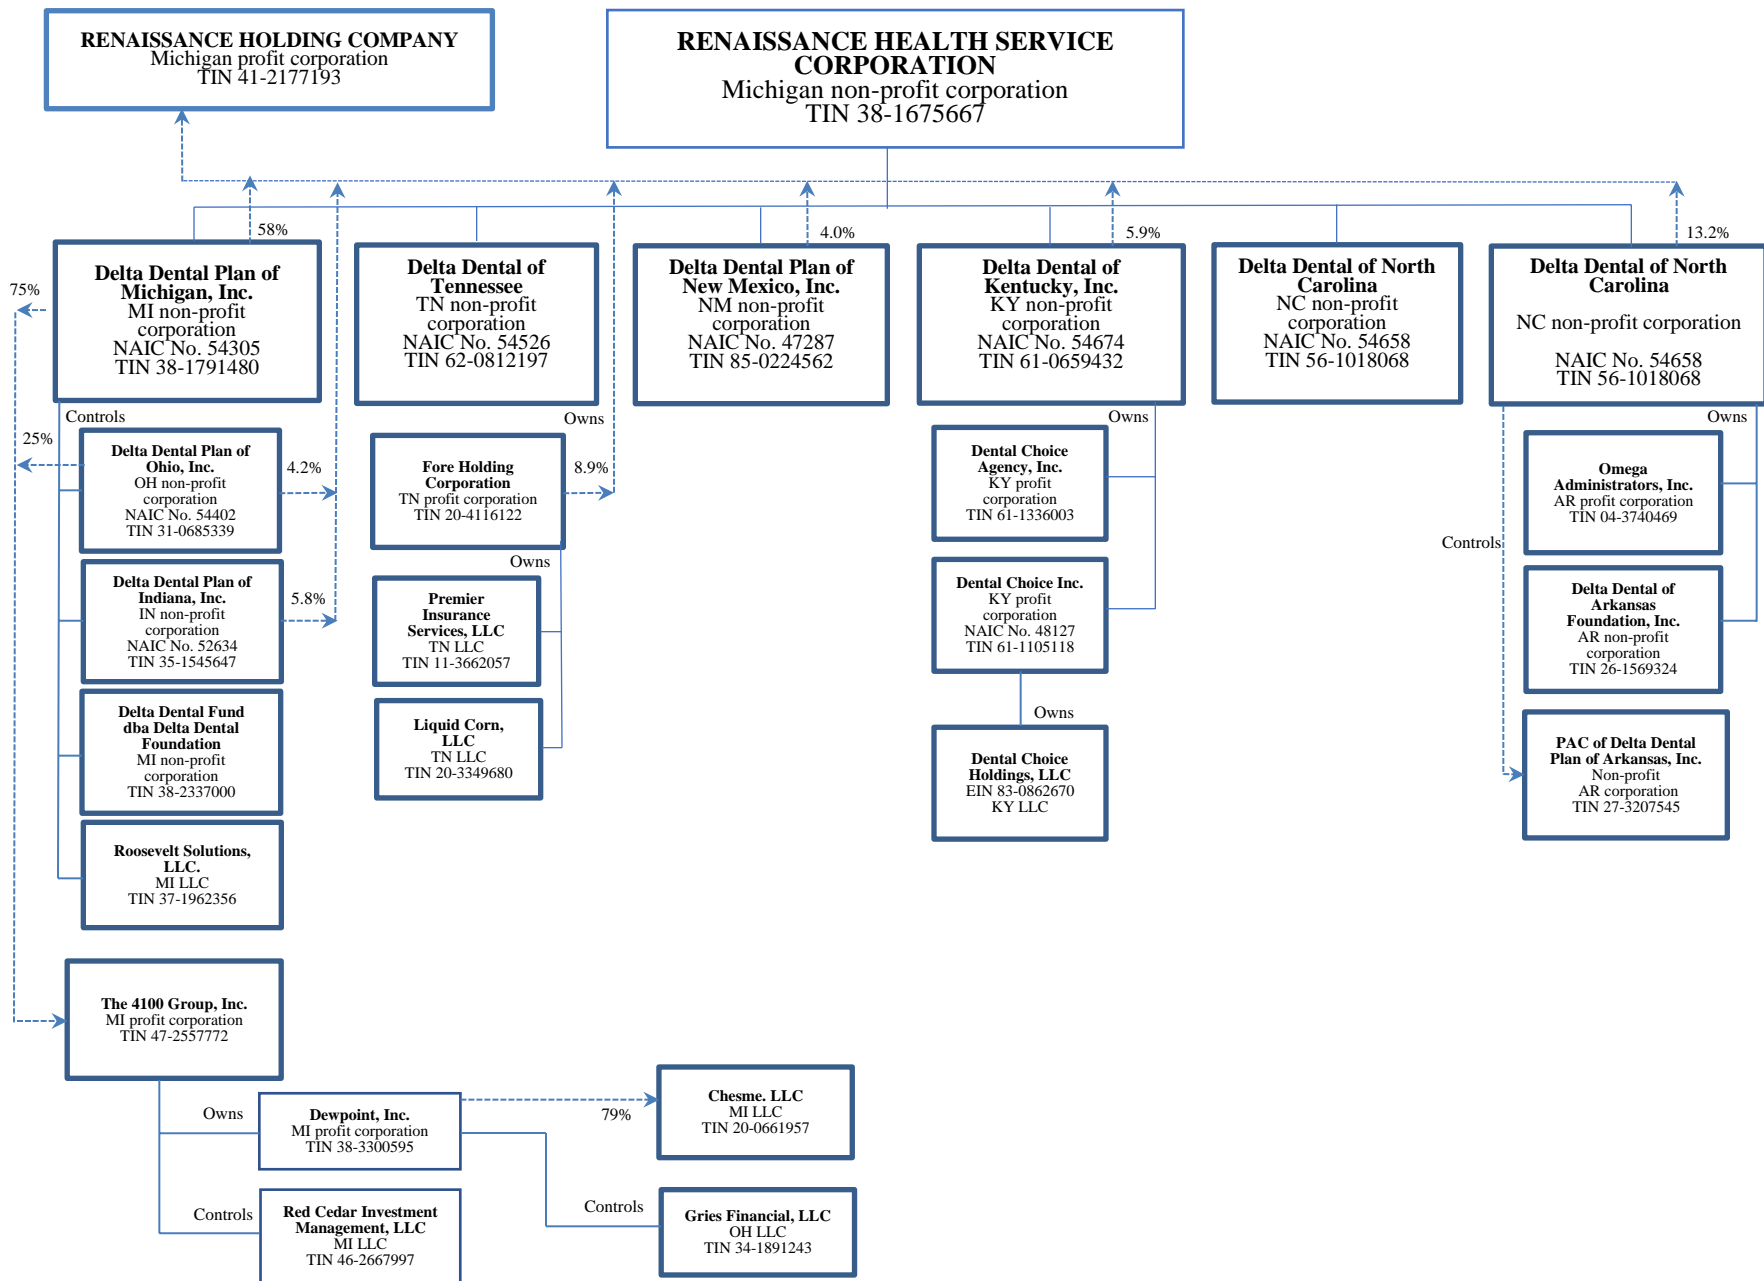 RENAISSANCE HOLDING COMPANY
Michigan profit corporation
TIN 41-2177193
RENAISSANCE HEALTH SERVICE
CORPORATION
Michigan non-profit corporation
TIN 38-1675667
58%
4.0%
5.9%
13.2%
Delta Dental Plan of
Michigan, Inc.
MI non-profit
corporation
NAIC No. 54305
TIN 38-1791480
Delta Dental of
Tennessee
TN non-profit
corporation
NAIC No. 54526
TIN 62-0812197
Delta Dental Plan of
New Mexico, Inc.
NM non-profit
corporation
NAIC No. 47287
TIN 85-0224562
Delta Dental of
Kentucky, Inc.
KY non-profit
corporation
NAIC No. 54674
TIN 61-0659432
Delta Dental of North
Carolina
NC non-profit
corporation
NAIC No. 54658
TIN 56-1018068
Delta Dental of North
Carolina
NC non-profit corporation
NAIC No. 54658
TIN 56-1018068
75%
Controls
25%
Delta Dental Plan of
Ohio, Inc.
OH non-profit
corporation
NAIC No. 54402
TIN 31-0685339
4.2%
Delta Dental Plan of
Indiana, Inc.
IN non-profit
corporation
NAIC No. 52634
TIN 35-1545647
5.8%
Delta Dental Fund
dba Delta Dental
Foundation
MI non-profit
corporation
TIN 38-2337000
Roosevelt Solutions,
LLC.
MI LLC
TIN 37-1962356
Owns
Fore Holding
Corporation
TN profit corporation
TIN 20-4116122
8.9%
Owns
Premier
Insurance
Services, LLC
TN LLC
TIN 11-3662057
Liquid Corn,
LLC
TN LLC
TIN 20-3349680
Owns
Dental Choice
Agency, Inc.
KY profit
corporation
TIN 61-1336003
Dental Choice Inc.
KY profit
corporation
NAIC No. 48127
TIN 61-1105118
Owns
Dental Choice
Holdings, LLC
EIN 83-0862670
KY LLC
Owns
Omega
Administrators, Inc.
AR profit corporation
TIN 04-3740469
Controls
Delta Dental of
Arkansas
Foundation, Inc.
AR non-profit
corporation
TIN 26-1569324
PAC of Delta Dental
Plan of Arkansas, Inc.
Non-profit
AR corporation
TIN 27-3207545
The 4100 Group, Inc.
MI profit corporation
TIN 47-2557772
Owns
Dewpoint, Inc.
MI profit corporation
TIN 38-3300595
79%
Chesme. LLC
MI LLC
TIN 20-0661957
Controls
Red Cedar Investment
Management, LLC
MI LLC
TIN 46-2667997
Controls
Gries Financial, LLC
OH LLC
TIN 34-1891243